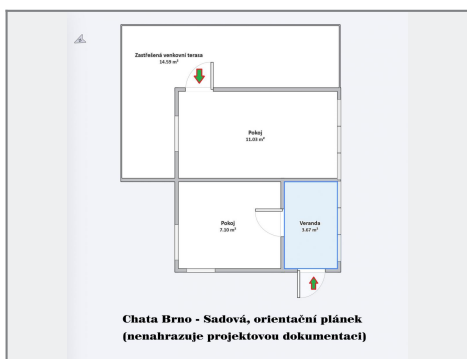 Zastřešená venkovní terasa
14.59 m²
Pokoj
11.03 m²
Pokoj
7.10 m²
Veranda
3.67 m²
Chata Brno - Sadová, orientační plánek
(nenahrazuje projektovou dokumentaci)